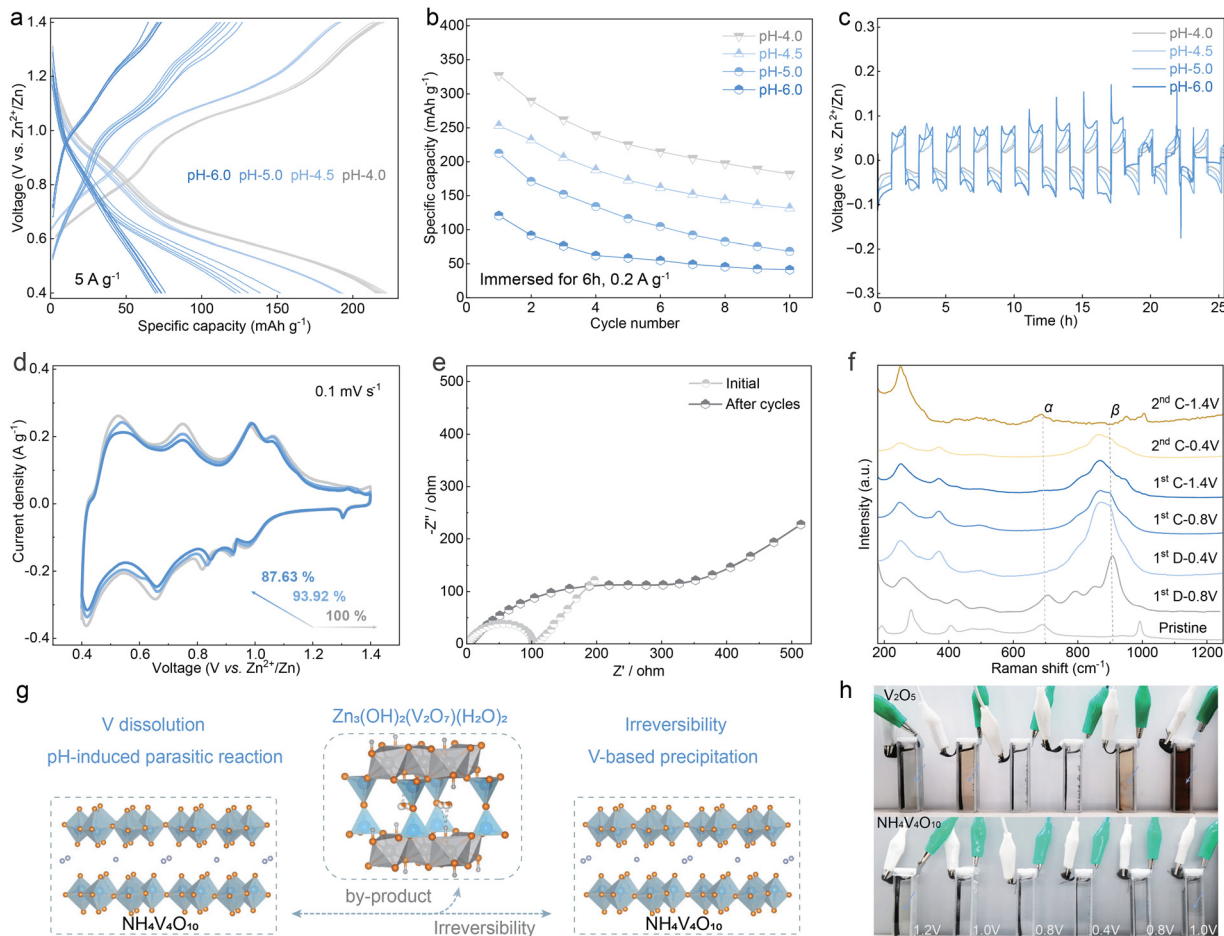 a
1.4
1.2
1.0
0.8
0.6
0.4
Voltage (V vs. Zn²⁺/Zn)
pH-6.0 pH-5.0 pH-4.5 pH-4.0
5 A g⁻¹
0 50 100 150 200
Specific capacity (mAh g⁻¹)
b
400
350
300
250
200
150
100
50
0
Specific capacity (mAh g⁻¹)
pH-4.0
pH-4.5
pH-5.0
pH-6.0
Immersed for 6h, 0.2 A g⁻¹
0 2 4 6 8 10
Cycle number
c
0.3
0.2
0.1
0.0
−0.1
−0.2
−0.3
Voltage (V vs. Zn²⁺/Zn)
pH-4.0
pH-4.5
pH-5.0
pH-6.0
0 5 10 15 20 25
Time (h)
d
0.4
0.2
0.0
-0.2
-0.4
Current density (A g⁻¹)
0.1 mV s⁻¹
87.63 %
93.92 %
100 %
0.4 0.6 0.8 1.0 1.2 1.4
Voltage (V vs. Zn²⁺/Zn)
e
500
400
300
200
100
0
-Z'' / ohm
Initial
After cycles
0 100 200 300 400 500
Z' / ohm
f
Intensity (a.u.)
α
β
2ⁿᵈ C-1.4V
2ⁿᵈ C-0.4V
1ˢᵗ C-1.4V
1ˢᵗ C-0.8V
1ˢᵗ D-0.4V
1ˢᵗ D-0.8V
Pristine
200 400 600 800 1000 1200
Raman shift (cm⁻¹)
g
V dissolution
pH-induced parasitic reaction
Zn₃(OH)₂(V₂O₇)(H₂O)₂
Irreversibility
V-based precipitation
by-product
Irreversibility
NH₄V₄O₁₀
NH₄V₄O₁₀
h
V₂O₅
NH₄V₄O₁₀
1.2V 1.0V 0.8V 0.4V 0.8V 1.0V